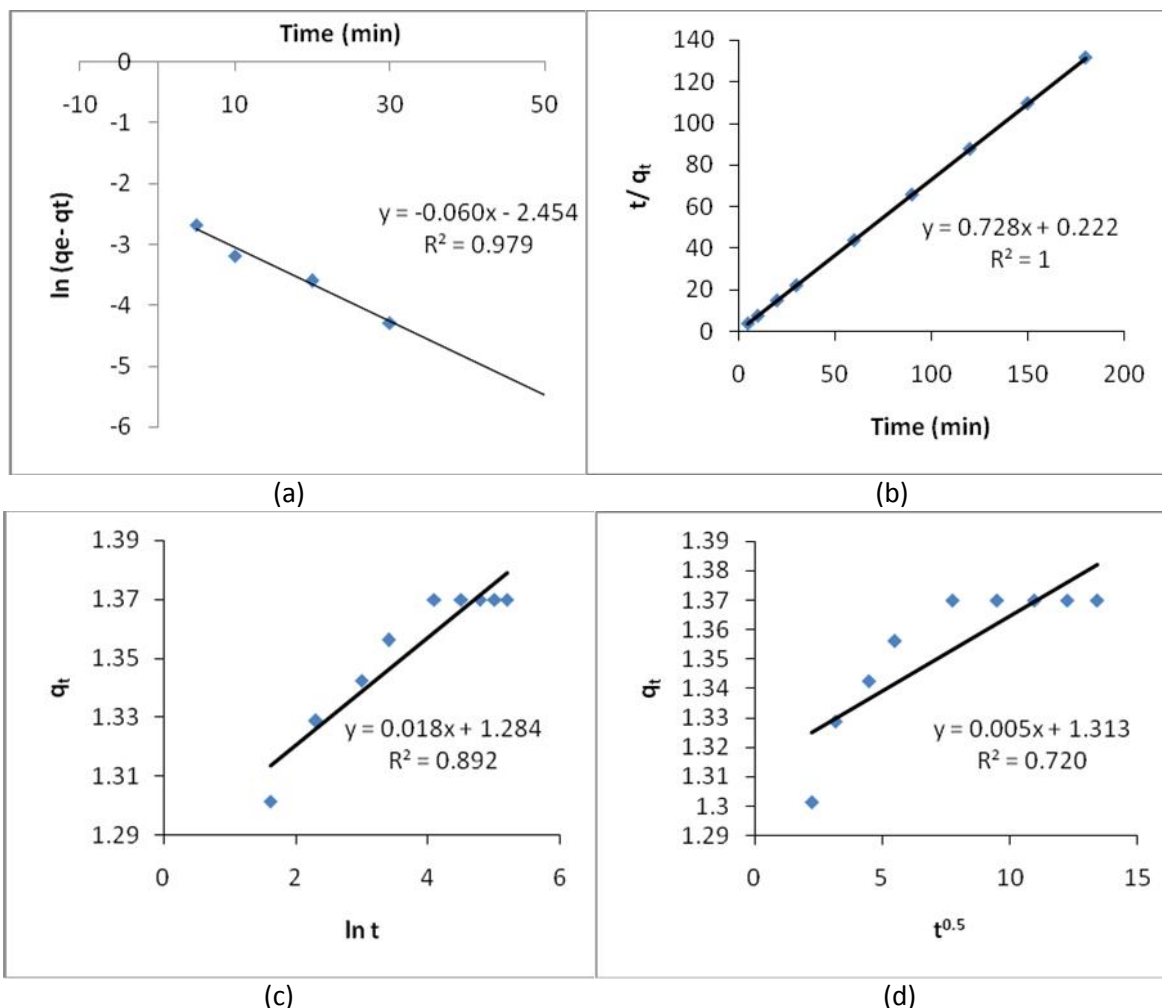 Time (min)
0
-10
10
30
50
-1
-2
-3
-4
-5
-6
ln (qe- qt)
y = -0.060x - 2.454
R² = 0.979
(a)
140
120
100
80
60
40
20
0
t/ qt
y = 0.728x + 0.222
R² = 1
0 50 100 150 200
Time (min)
(b)
1.39
1.37
1.35
1.33
1.31
1.29
qt
y = 0.018x + 1.284
R² = 0.892
0 2 4 6
ln t
(c)
1.39
1.38
1.37
1.36
1.35
1.34
1.33
1.32
1.31
1.3
1.29
qt
y = 0.005x + 1.313
R² = 0.720
0 5 10 15
t^0.5
(d)